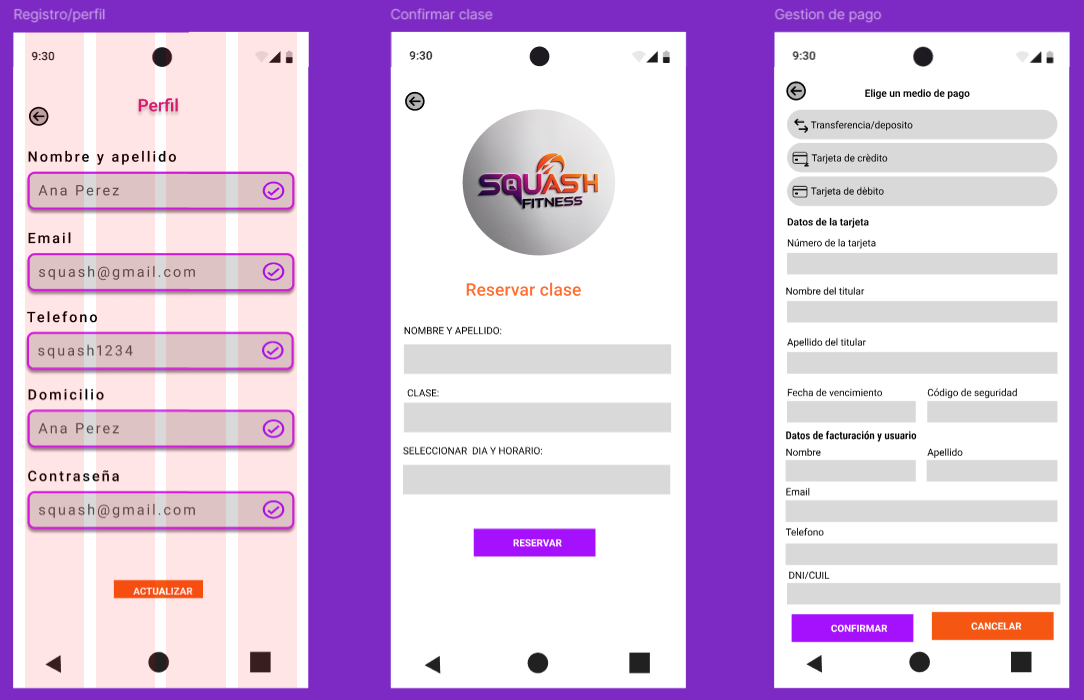 Registro/perfil
9:30
Perfil
Nombre y apellido
Ana Perez
Email
squash@gmail.com
Telefono
squash1234
Domicilio
Ana Perez
Contraseña
squash@gmail.com
ACTUALIZAR
Confirmar clase
9:30
SQUASH
FITNESS
Reservar clase
NOMBRE Y APELLIDO:
CLASE:
SELECCIONAR DIA Y HORARIO:
RESERVAR
Gestion de pago
9:30
Elige un medio de pago
Transferencia/deposito
Tarjeta de crèdito
Tarjeta de dèbito
Datos de la tarjeta
Número de la tarjeta
Nombre del titular
Apellido del titular
Fecha de vencimiento Código de seguridad
Datos de facturación y usuario
Nombre Apellido
Email
Telefono
DNI/CUIL
CONFIRMAR CANCELAR